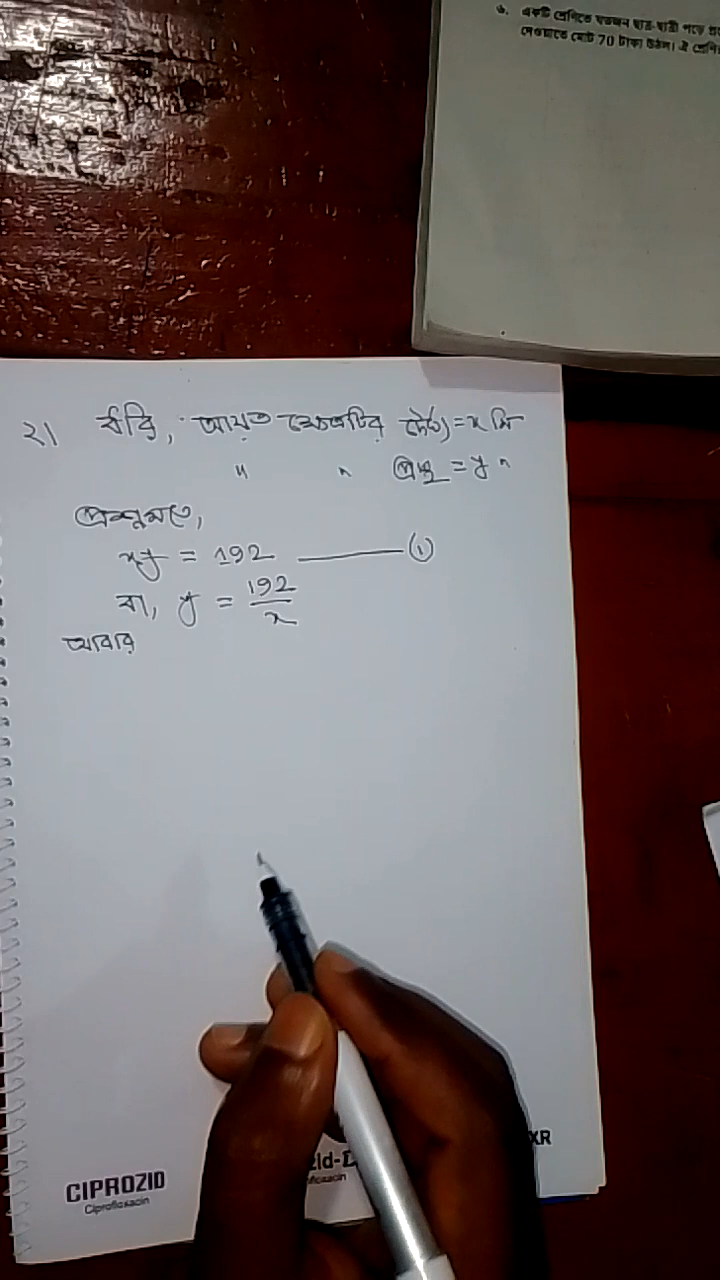 ৬. একটি শ্রেণিতে যতজন ছাত্র-ছাত্রী পড়ে
দেওয়াতে মোট 70 টাকা উঠল। ঐ শ্রেণি
২। ধরি, আয়ত ক্ষেত্রটির দৈর্ঘ্য = x মি
" " প্রস্থ = y "
প্রশ্নমতে,
xy = 192 ——— (i)
বা, y = 192/x
আবার
XR
CIPROZID
Ciprofloxacin